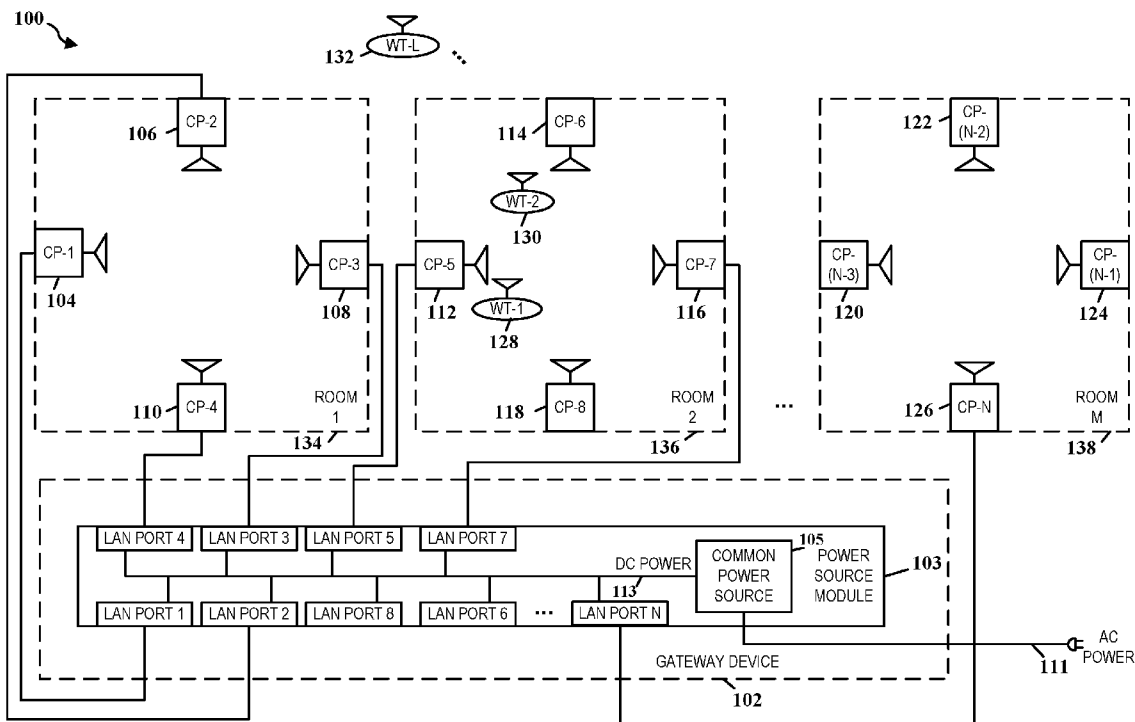 100
WT-L
132
...
CP-2
106
CP-6
114
CP-(N-2)
122
WT-2
130
CP-1
104
CP-3
108
CP-5
112
WT-1
128
CP-7
116
CP-
(N-3)
120
CP-
(N-1)
124
CP-4
110
ROOM
1
134
CP-8
118
ROOM
2
136
...
CP-N
126
ROOM
M
138
LAN PORT 4
LAN PORT 3
LAN PORT 5
LAN PORT 7
DC POWER
113
105
COMMON
POWER
SOURCE
POWER
SOURCE
MODULE
103
LAN PORT 1
LAN PORT 2
LAN PORT 8
LAN PORT 6
...
LAN PORT N
GATEWAY DEVICE
102
111
AC
POWER